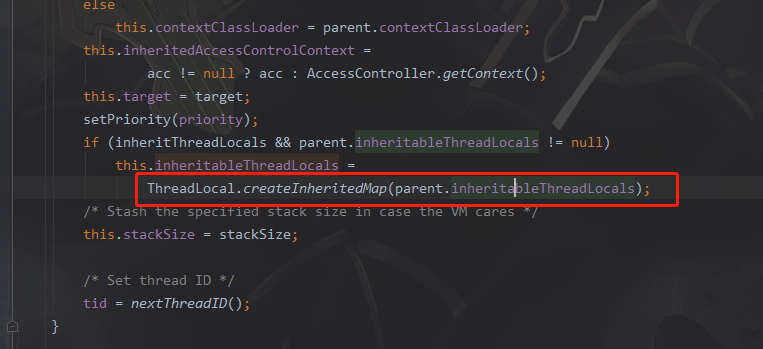 else
this.contextClassLoader = parent.contextClassLoader;
this.inheritedAccessControlContext =
acc != null ? acc : AccessController.getContext();
this.target = target;
setPriority(priority);
if (inheritThreadLocals && parent.inheritableThreadLocals != null)
this.inheritableThreadLocals =
ThreadLocal.createInheritedMap(parent.inheritableThreadLocals);
/* Stash the specified stack size in case the VM cares */
this.stackSize = stackSize;
/* Set thread ID */
tid = nextThreadID();
}